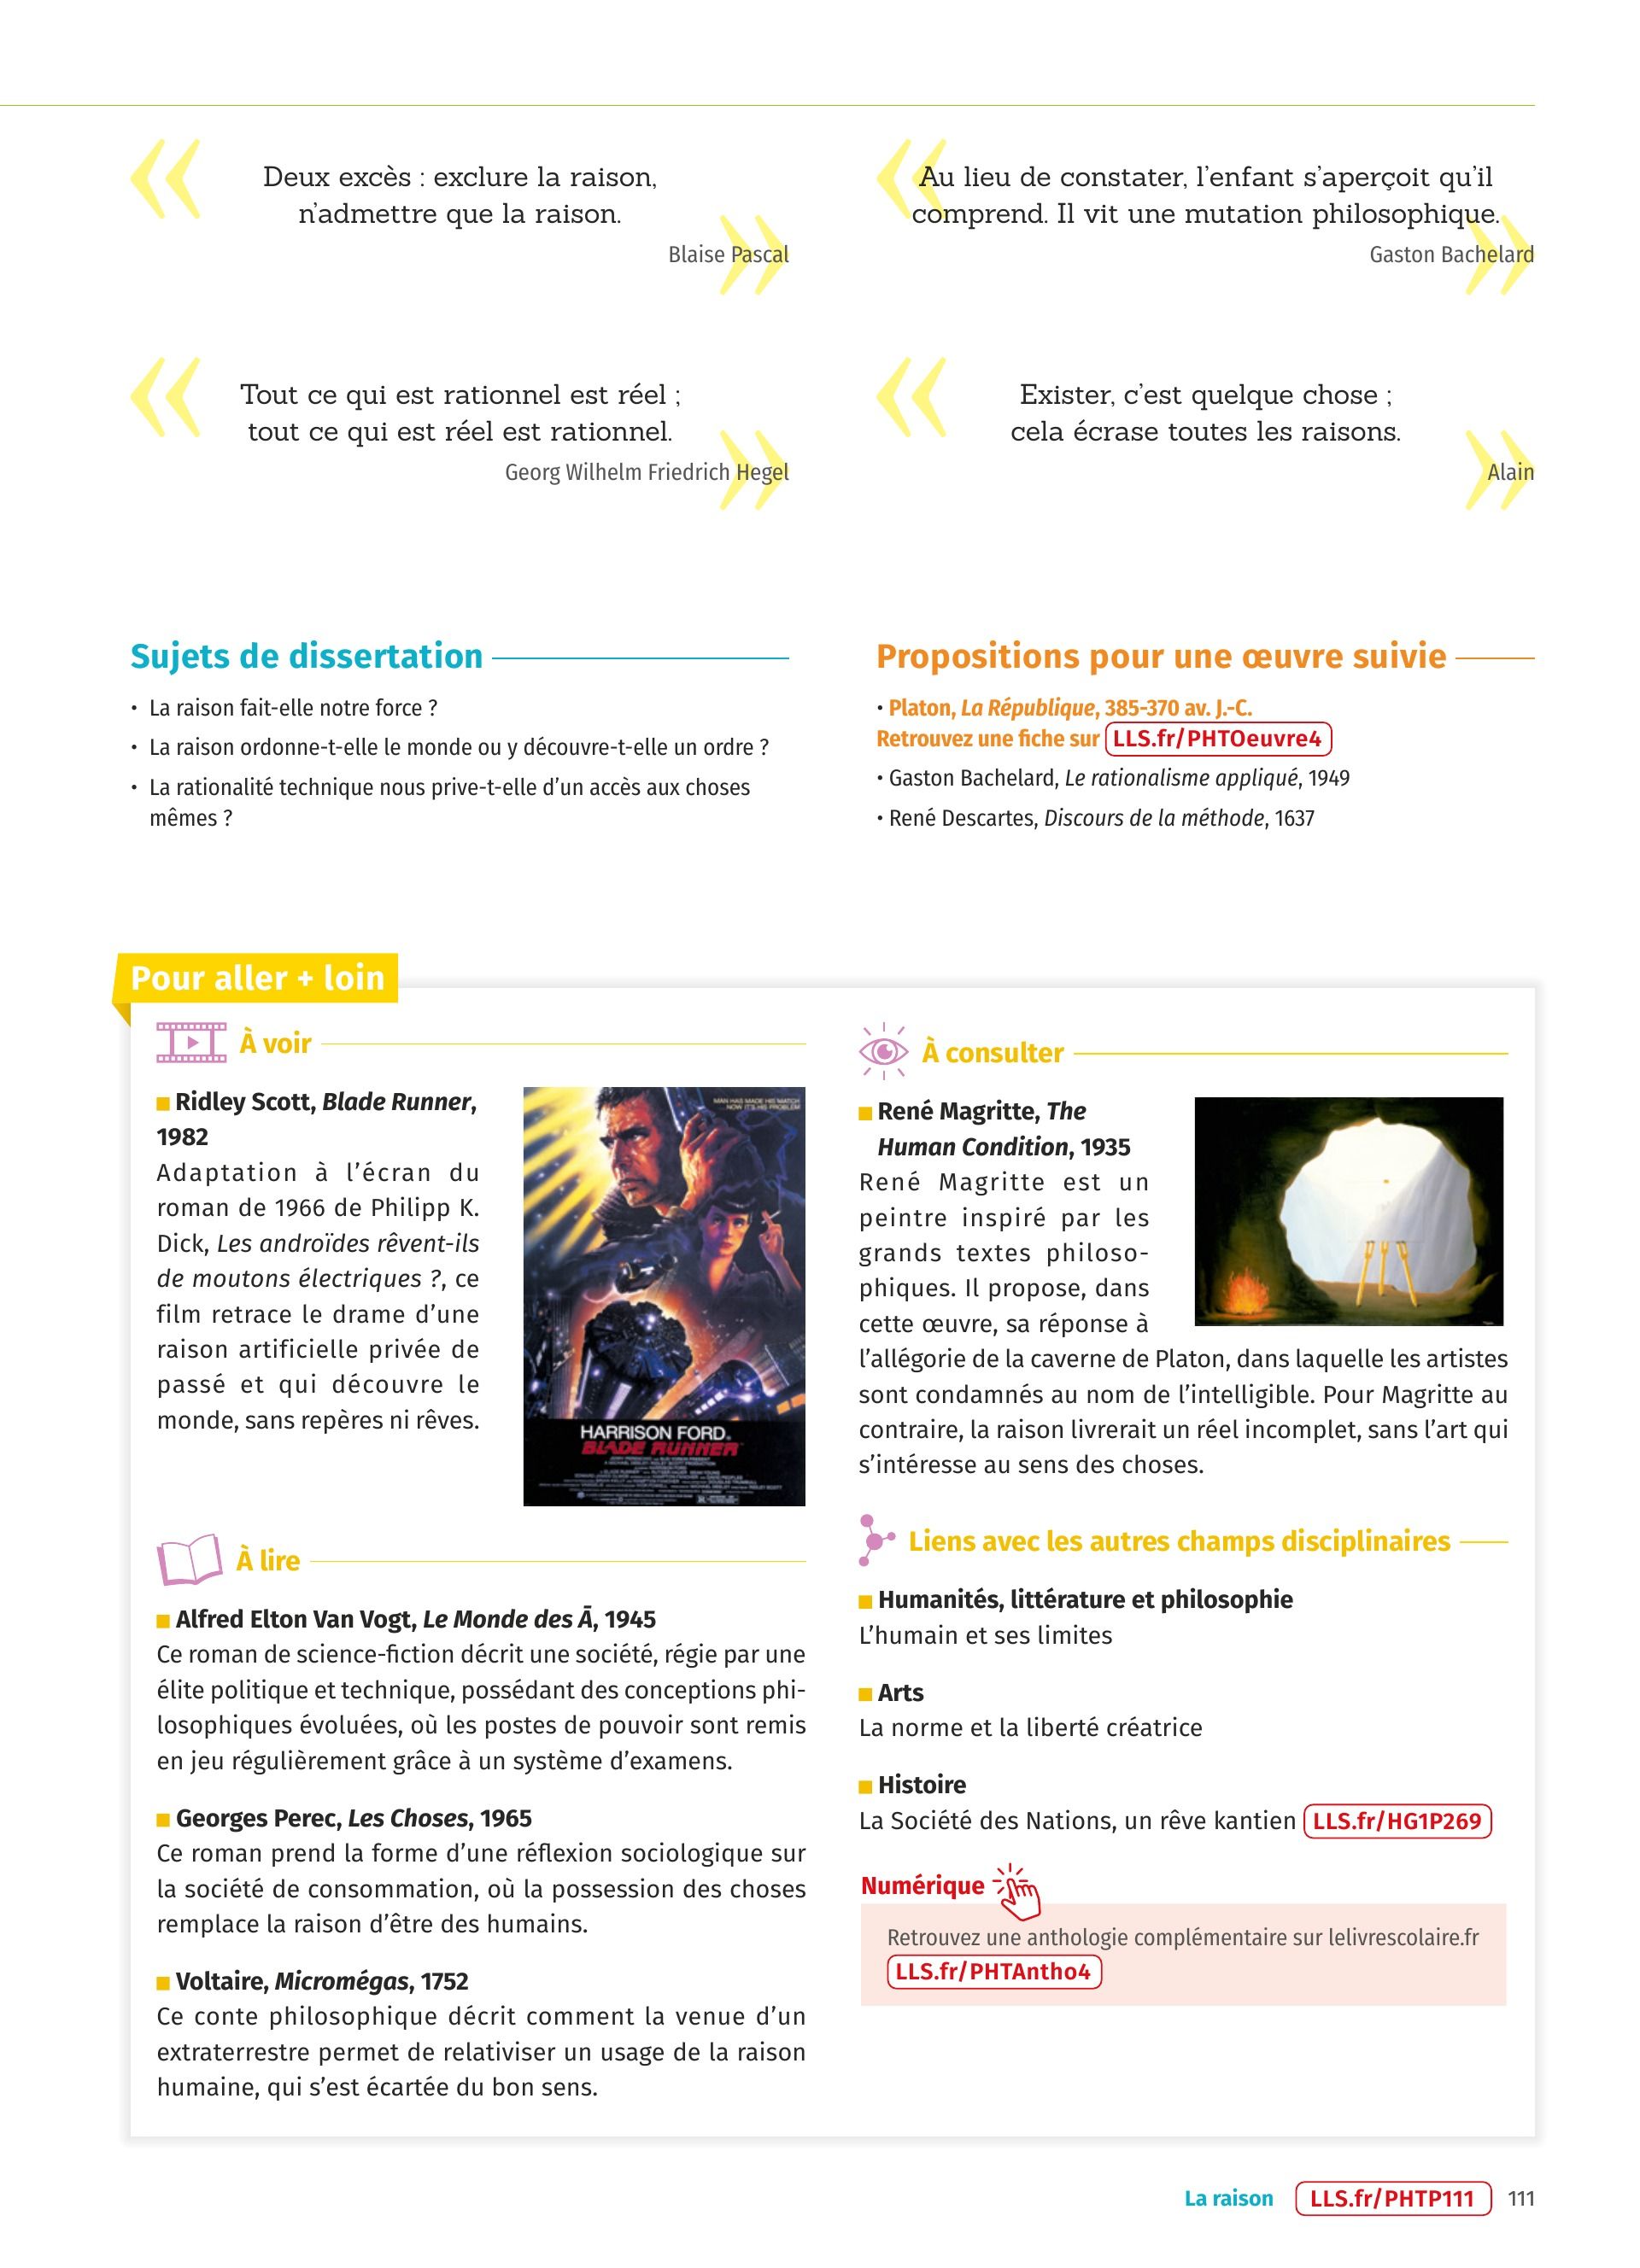 Deux excès : exclure la raison,
n’admettre que la raison.
Blaise Pascal
Au lieu de constater, l’enfant s’aperçoit qu’il
comprend. Il vit une mutation philosophique.
Gaston Bachelard
Tout ce qui est rationnel est réel ;
tout ce qui est réel est rationnel.
Georg Wilhelm Friedrich Hegel
Exister, c’est quelque chose ;
cela écrase toutes les raisons.
Alain
Sujets de dissertation
• La raison fait-elle notre force ?
• La raison ordonne-t-elle le monde ou y découvre-t-elle un ordre ?
• La rationalité technique nous prive-t-elle d’un accès aux choses
mêmes ?
Propositions pour une œuvre suivie
• Platon, La République, 385-370 av. J.-C.
Retrouvez une fiche sur LLS.fr/PHTOeuvre4
• Gaston Bachelard, Le rationalisme appliqué, 1949
• René Descartes, Discours de la méthode, 1637
Pour aller + loin
À voir
Ridley Scott, Blade Runner,
1982
Adaptation à l’écran du
roman de 1966 de Philipp K.
Dick, Les androïdes rêvent-ils
de moutons électriques ?, ce
film retrace le drame d’une
raison artificielle privée de
passé et qui découvre le
monde, sans repères ni rêves.
MAN HAS MADE HIS MATCH
NOW IT'S HIS PROBLEM
HARRISON FORD
BLADE RUNNER
À lire
Alfred Elton Van Vogt, Le Monde des Ā, 1945
Ce roman de science-fiction décrit une société, régie par une
élite politique et technique, possédant des conceptions phi-
losophiques évoluées, où les postes de pouvoir sont remis
en jeu régulièrement grâce à un système d’examens.
Georges Perec, Les Choses, 1965
Ce roman prend la forme d’une réflexion sociologique sur
la société de consommation, où la possession des choses
remplace la raison d’être des humains.
Voltaire, Micromégas, 1752
Ce conte philosophique décrit comment la venue d’un
extraterrestre permet de relativiser un usage de la raison
humaine, qui s’est écartée du bon sens.
À consulter
René Magritte, The
Human Condition, 1935
René Magritte est un
peintre inspiré par les
grands textes philoso-
phiques. Il propose, dans
cette œuvre, sa réponse à
l’allégorie de la caverne de Platon, dans laquelle les artistes
sont condamnés au nom de l’intelligible. Pour Magritte au
contraire, la raison livrerait un réel incomplet, sans l’art qui
s’intéresse au sens des choses.
Liens avec les autres champs disciplinaires
Humanités, littérature et philosophie
L’humain et ses limites
Arts
La norme et la liberté créatrice
Histoire
La Société des Nations, un rêve kantien LLS.fr/HG1P269
Numérique
Retrouvez une anthologie complémentaire sur lelivrescolaire.fr
LLS.fr/PHTAntho4
La raison LLS.fr/PHTP111 111